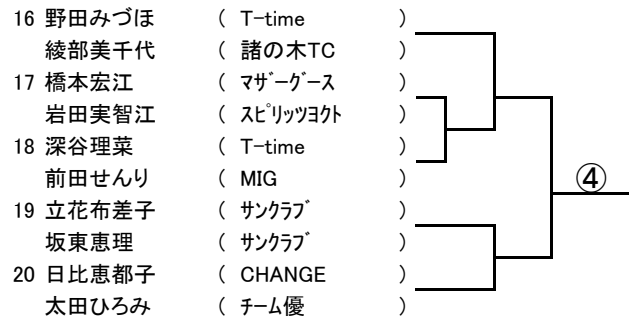 16 野田みづほ ( T-time )
綾部美千代 ( 諸の木TC )
17 橋本宏江 ( ﾏｻﾞｰｸﾞｰｽ )
岩田実智江 ( ｽﾋﾟﾘｯﾂﾖｸﾄ )
18 深谷理菜 ( T-time )
前田せんり ( MIG )
④
19 立花布差子 ( ｻﾝｸﾗﾌﾞ )
坂東恵理 ( ｻﾝｸﾗﾌﾞ )
20 日比恵都子 ( CHANGE )
太田ひろみ ( ﾁｰﾑ優 )